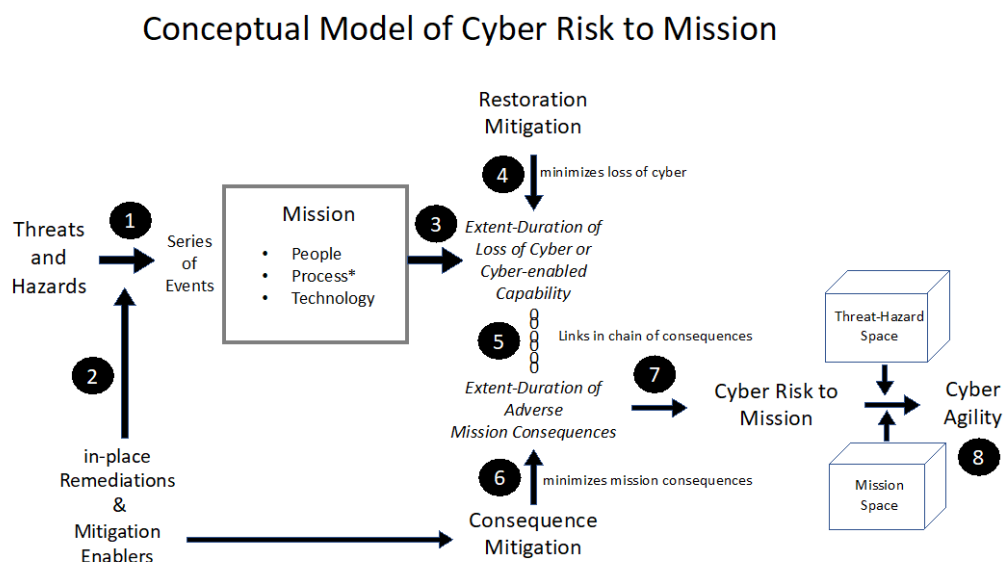 Conceptual Model of Cyber Risk to Mission
Restoration
Mitigation
4
minimizes loss of cyber
1
Threats
and
Hazards
Series
of
Events
Mission
• People
• Process*
• Technology
3
Extent-Duration of
Loss of Cyber or
Cyber-enabled
Capability
2
5
Links in chain of consequences
Extent-Duration of
Adverse
Mission Consequences
7
Cyber Risk to
Mission
Threat-Hazard
Space
Cyber
Agility
8
Mission
Space
in-place
Remediations
&
Mitigation
Enablers
6
minimizes mission consequences
Consequence
Mitigation